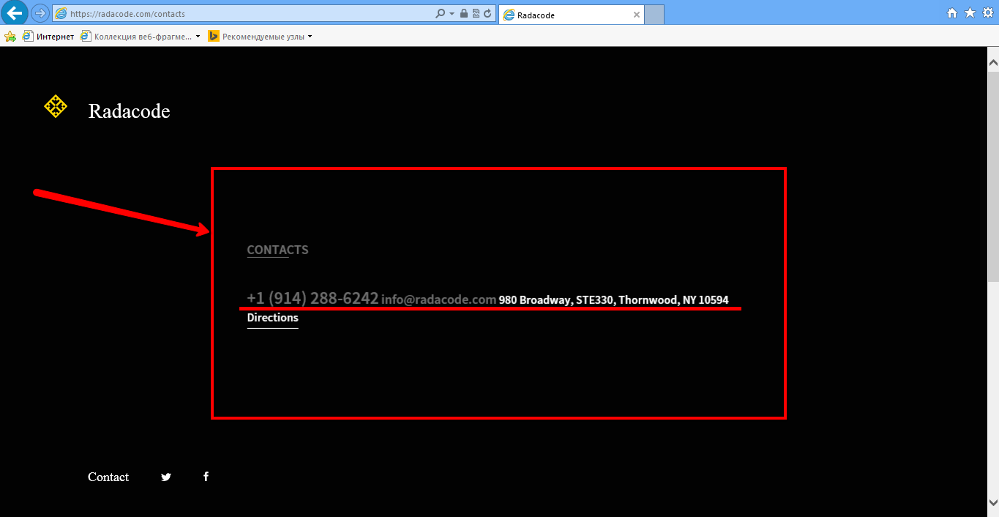 https://radacode.com/contacts
Radacode
Интернет
Коллекция веб-фрагме...
Рекомендуемые узлы
Radacode
CONTACTS
+1 (914) 288-6242 info@radacode.com 980 Broadway, STE330, Thornwood, NY 10594
Directions
Contact